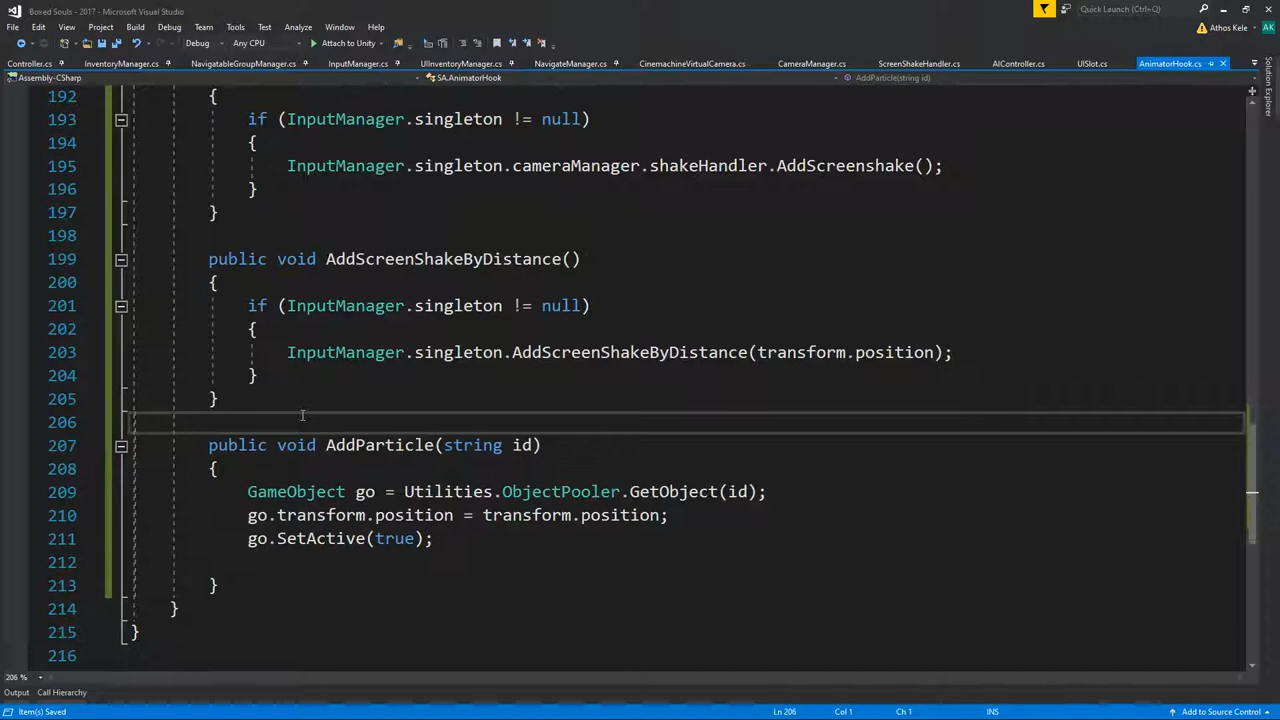 Boxed Souls - 2017 - Microsoft Visual Studio
Quick Launch (Ctrl+Q)
File Edit View Project Build Debug Team Tools Test Analyze Window Help
Athos Kele AK
Debug Any CPU Attach to Unity
Controller.cs InventoryManager.cs NavigatableGroupManager.cs InputManager.cs UIInventoryManager.cs NavigateManager.cs CinemachineVirtualCamera.cs CameraManager.cs ScreenShakeHandler.cs AIController.cs UISlot.cs AnimatorHook.cs
Assembly-CSharp SA.AnimatorHook AddParticle(string id)
Solution Explorer
192 {
193 if (InputManager.singleton != null)
194 {
195 InputManager.singleton.cameraManager.shakeHandler.AddScreenshake();
196 }
197 }
198
199 public void AddScreenShakeByDistance()
200 {
201 if (InputManager.singleton != null)
202 {
203 InputManager.singleton.AddScreenShakeByDistance(transform.position);
204 }
205 }
206
207 public void AddParticle(string id)
208 {
209 GameObject go = Utilities.ObjectPooler.GetObject(id);
210 go.transform.position = transform.position;
211 go.SetActive(true);
212
213 }
214 }
215 }
216
206 %
Output Call Hierarchy
Item(s) Saved Ln 206 Col 1 Ch 1 INS Add to Source Control